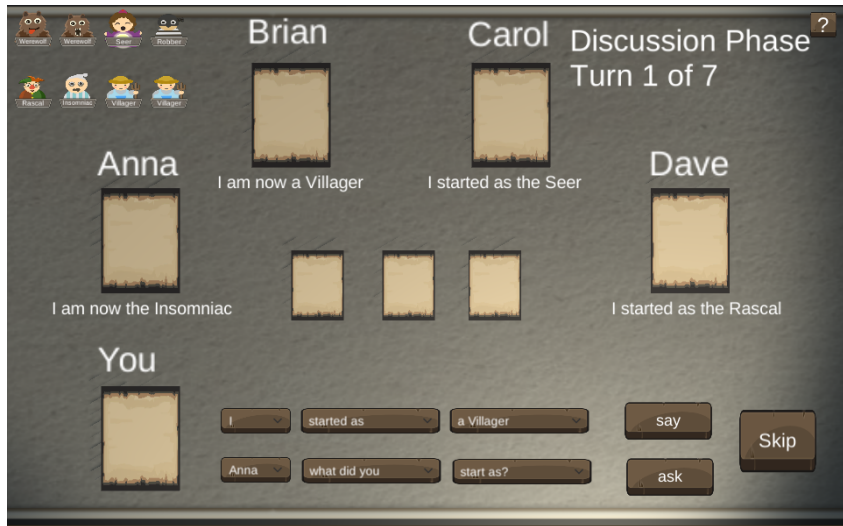 Werewolf
Werewolf
Seer
Robber
Rascal
Insomniac
Villager
Villager
Brian
Carol
Discussion Phase
Turn 1 of 7
?
I am now a Villager
I started as the Seer
Anna
Dave
I am now the Insomniac
I started as the Rascal
You
I started as a Villager say
Anna what did you start as? ask
Skip